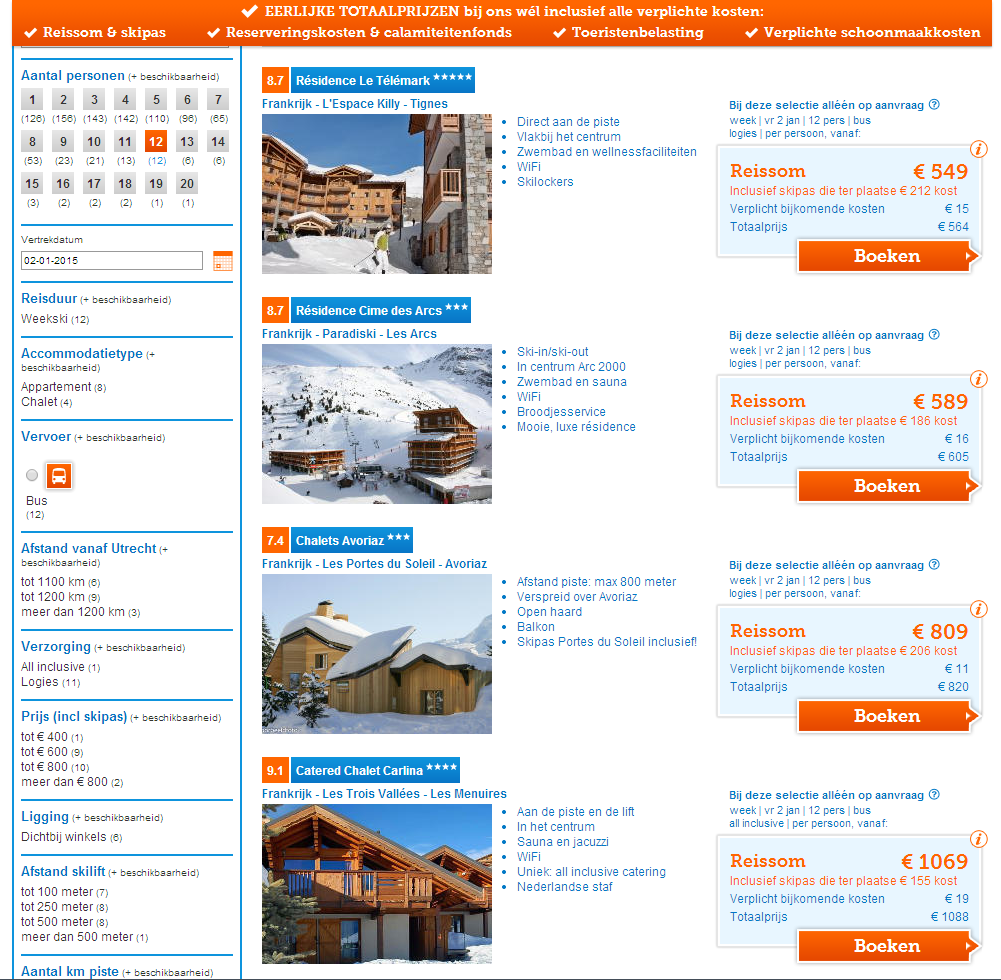 EERLIJKE TOTAALPRIJZEN bij ons wél inclusief alle verplichte kosten:
Reissom & skipas Reserveringskosten & calamiteitenfonds Toeristenbelasting Verplichte schoonmaakkosten
Aantal personen (+ beschikbaarheid)
1 2 3 4 5 6 7
(126) (156) (143) (142) (110) (96) (65)
8 9 10 11 12 13 14
(53) (23) (21) (13) (12) (6) (6)
15 16 17 18 19 20
(3) (2) (2) (2) (1) (1)
Vertrekdatum
02-01-2015
Reisduur (+ beschikbaarheid)
Weekski (12)
Accommodatietype (+
beschikbaarheid)
Appartement (8)
Chalet (4)
Vervoer (+ beschikbaarheid)
Bus
(12)
Afstand vanaf Utrecht (+
beschikbaarheid)
tot 1100 km (6)
tot 1200 km (9)
meer dan 1200 km (3)
Verzorging (+ beschikbaarheid)
All inclusive (1)
Logies (11)
Prijs (incl skipas) (+ beschikbaarheid)
tot € 400 (1)
tot € 600 (9)
tot € 800 (10)
meer dan € 800 (2)
Ligging (+ beschikbaarheid)
Dichtbij winkels (6)
Afstand skilift (+ beschikbaarheid)
tot 100 meter (7)
tot 250 meter (8)
tot 500 meter (8)
meer dan 500 meter (1)
Aantal km piste (+ beschikbaarheid)
8.7 Résidence Le Télémark *****
Frankrijk - L'Espace Killy - Tignes
• Direct aan de piste
• Vlakbij het centrum
• Zwembad en wellnessfaciliteiten
• WiFi
• Skilockers
Bij deze selectie alléén op aanvraag ?
week | vr 2 jan | 12 pers | bus
logies | per persoon, vanaf:
i
Reissom € 549
Inclusief skipas die ter plaatse € 212 kost
Verplicht bijkomende kosten € 15
Totaalprijs € 564
Boeken
8.7 Résidence Cime des Arcs ***
Frankrijk - Paradiski - Les Arcs
• Ski-in/ski-out
• In centrum Arc 2000
• Zwembad en sauna
• WiFi
• Broodjesservice
• Mooie, luxe résidence
Bij deze selectie alléén op aanvraag ?
week | vr 2 jan | 12 pers | bus
logies | per persoon, vanaf:
i
Reissom € 589
Inclusief skipas die ter plaatse € 186 kost
Verplicht bijkomende kosten € 16
Totaalprijs € 605
Boeken
7.4 Chalets Avoriaz ***
Frankrijk - Les Portes du Soleil - Avoriaz
• Afstand piste: max 800 meter
• Verspreid over Avoriaz
• Open haard
• Balkon
• Skipas Portes du Soleil inclusief!
Bij deze selectie alléén op aanvraag ?
week | vr 2 jan | 12 pers | bus
logies | per persoon, vanaf:
i
Reissom € 809
Inclusief skipas die ter plaatse € 206 kost
Verplicht bijkomende kosten € 11
Totaalprijs € 820
Boeken
9.1 Catered Chalet Carlina ****
Frankrijk - Les Trois Vallées - Les Menuires
• Aan de piste en de lift
• In het centrum
• Sauna en jacuzzi
• WiFi
• Uniek: all inclusive catering
• Nederlandse staf
Bij deze selectie alléén op aanvraag ?
week | vr 2 jan | 12 pers | bus
all inclusive | per persoon, vanaf:
i
Reissom € 1069
Inclusief skipas die ter plaatse € 155 kost
Verplicht bijkomende kosten € 19
Totaalprijs € 1088
Boeken